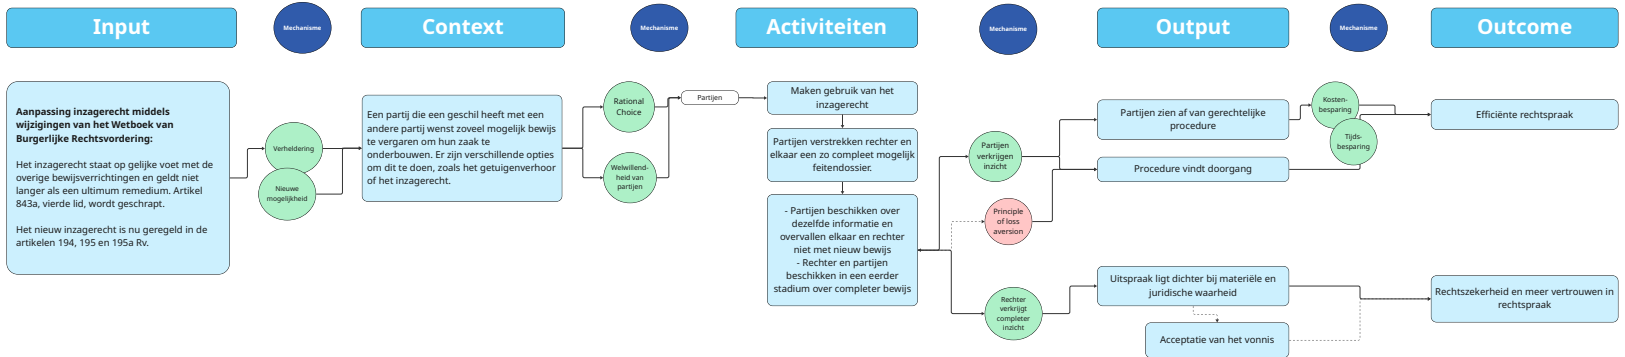 Input
Mechanisme
Context
Mechanisme
Activiteiten
Mechanisme
Output
Mechanisme
Outcome
Aanpassing inzagerecht middels
wijzigingen van het Wetboek van
Burgerlijke Rechtsvordering:
Het inzagerecht staat op gelijke voet met de
overige bewijsverrichtingen en geldt niet
langer als een ultimum remedium. Artikel
843a, vierde lid, wordt geschrapt.
Het nieuw inzagerecht is nu geregeld in de
artikelen 194, 195 en 195a Rv.
Verheldering
Nieuwe
mogelijkheid
Een partij die een geschil heeft met een
andere partij wenst zoveel mogelijk bewijs
te vergaren om hun zaak te
onderbouwen. Er zijn verschillende opties
om dit te doen, zoals het getuigenverhoor
of het inzagerecht.
Rational
Choice
Welwillend-
heid van
partijen
Partijen
Maken gebruik van het
inzagerecht
Partijen verstrekken rechter en
elkaar een zo compleet mogelijk
feitendossier.
- Partijen beschikken over
dezelfde informatie en
overvallen elkaar en rechter
niet met nieuw bewijs
- Rechter en partijen
beschikken in een eerder
stadium over completer bewijs
Partijen
verkrijgen
inzicht
Principle
of loss
aversion
Rechter
verkrijgt
completer
inzicht
Partijen zien af van gerechtelijke
procedure
Procedure vindt doorgang
Uitspraak ligt dichter bij materiële en
juridische waarheid
Acceptatie van het vonnis
Kosten-
besparing
Tijds-
besparing
Efficiënte rechtspraak
Rechtszekerheid en meer vertrouwen in
rechtspraak